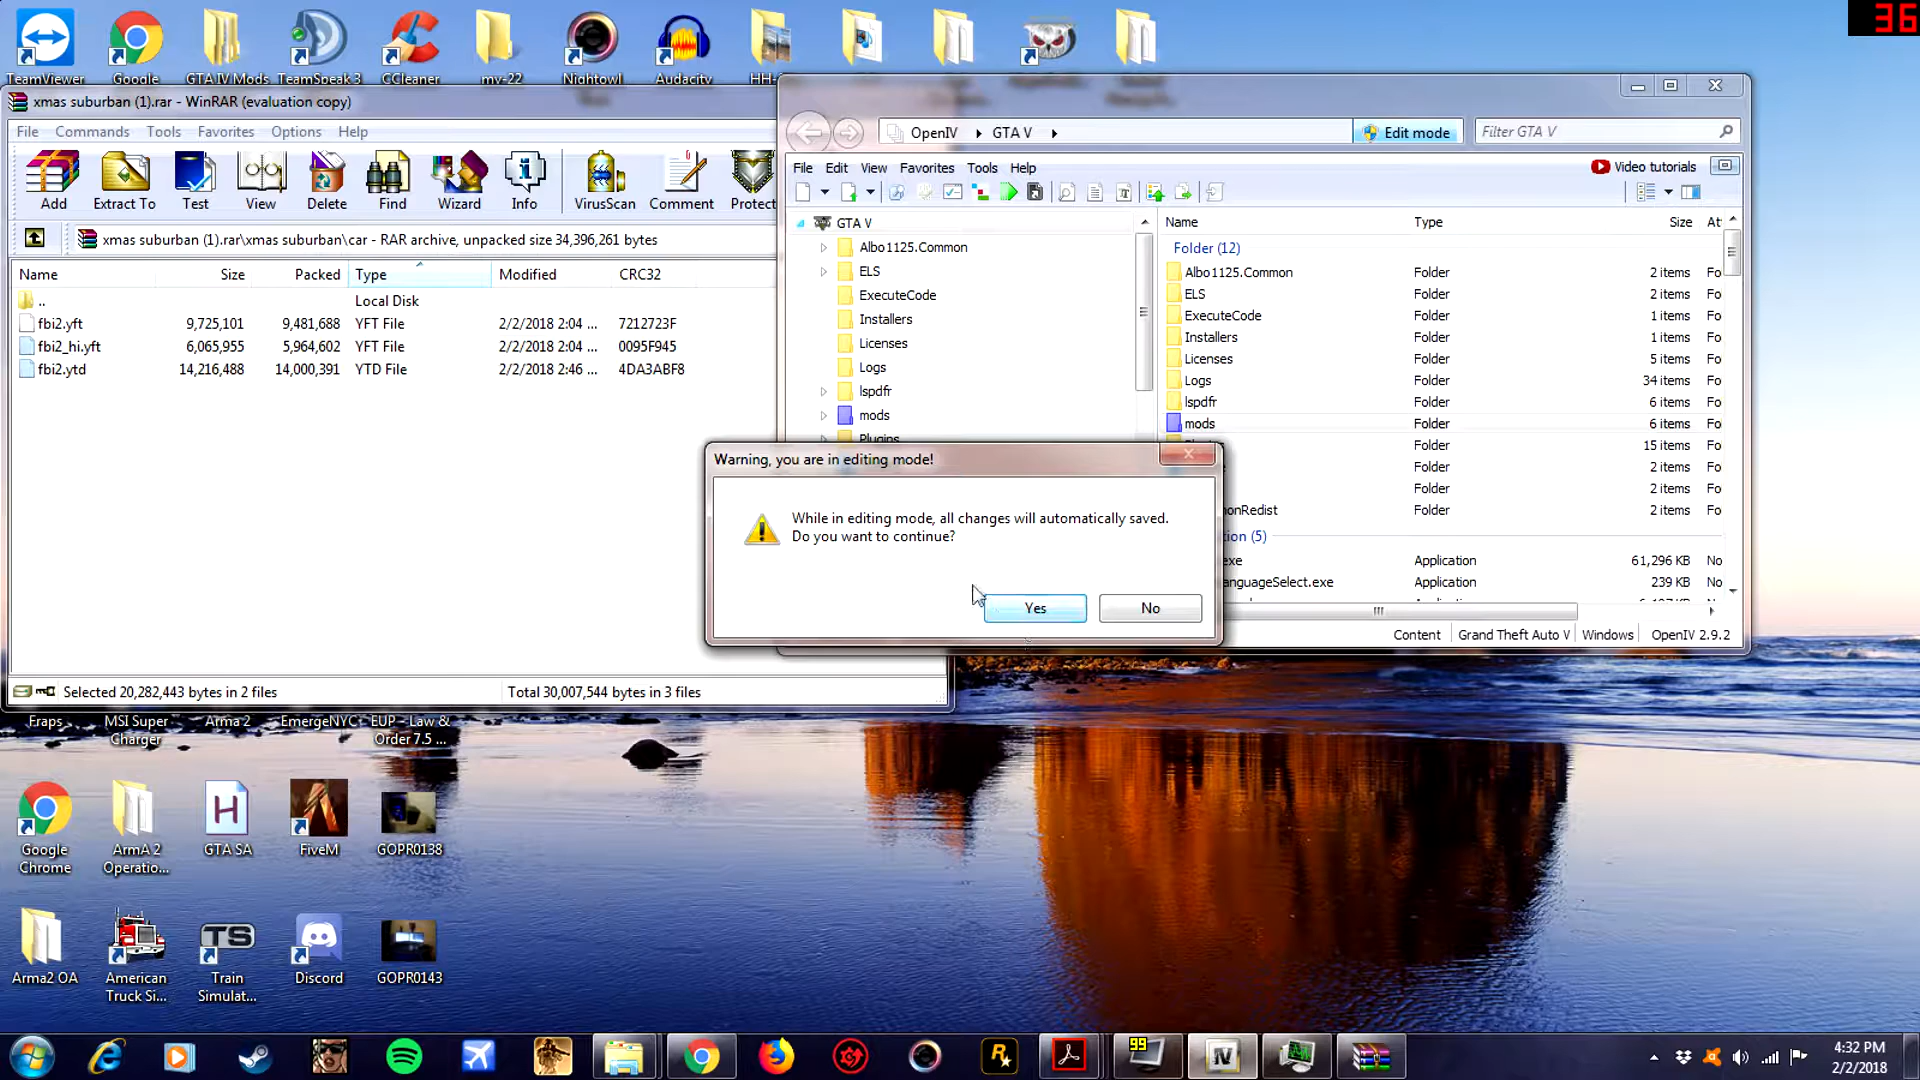 36
TeamViewer
Google
GTA IV Mods
TeamSpeak 3
CCleaner
mv-22
Nightowl
Audacity
xmas suburban (1).rar - WinRAR (evaluation copy)
File Commands Tools Favorites Options Help
Add Extract To Test View Delete Find Wizard Info VirusScan Comment Protect
xmas suburban (1).rar\xmas suburban\car - RAR archive, unpacked size 34,396,261 bytes
Name Size Packed Type Modified CRC32
.. Local Disk
fbi2.yft 9,725,101 9,481,688 YFT File 2/2/2018 2:04 ... 7212723F
fbi2_hi.yft 6,065,955 5,964,602 YFT File 2/2/2018 2:04 ... 0095F945
fbi2.ytd 14,216,488 14,000,391 YTD File 2/2/2018 2:46 ... 4DA3ABF8
Selected 20,282,443 bytes in 2 files
Total 30,007,544 bytes in 3 files
OpenIV GTA V
Edit mode
Filter GTA V
File Edit View Favorites Tools Help
Video tutorials
GTA V
Albo1125.Common
ELS
ExecuteCode
Installers
Licenses
Logs
lspdfr
mods
Plugins
Name Type Size At
Folder (12)
Albo1125.Common Folder 2 items Fo
ELS Folder 2 items Fo
ExecuteCode Folder 1 items Fo
Installers Folder 1 items Fo
Licenses Folder 5 items Fo
Logs Folder 34 items Fo
lspdfr Folder 6 items Fo
mods Folder 6 items Fo
Folder 15 items Fo
Folder 2 items Fo
Folder 2 items Fo
onRedist Folder 2 items Fo
tion (5)
exe Application 61,296 KB No
anguageSelect.exe Application 239 KB No
Content Grand Theft Auto V Windows OpenIV 2.9.2
Warning, you are in editing mode!
While in editing mode, all changes will automatically saved.
Do you want to continue?
Yes
No
Fraps
MSI Super
Charger
Arma 2
EmergeNYC
EUP - Law &
Order 7.5 ...
Google
Chrome
ArmA 2
Operatio...
H
GTA SA
FiveM
GOPR0138
Arma2 OA
American
Truck Si...
TS
Train
Simulat...
Discord
GOPR0143
99
4:32 PM
2/2/2018